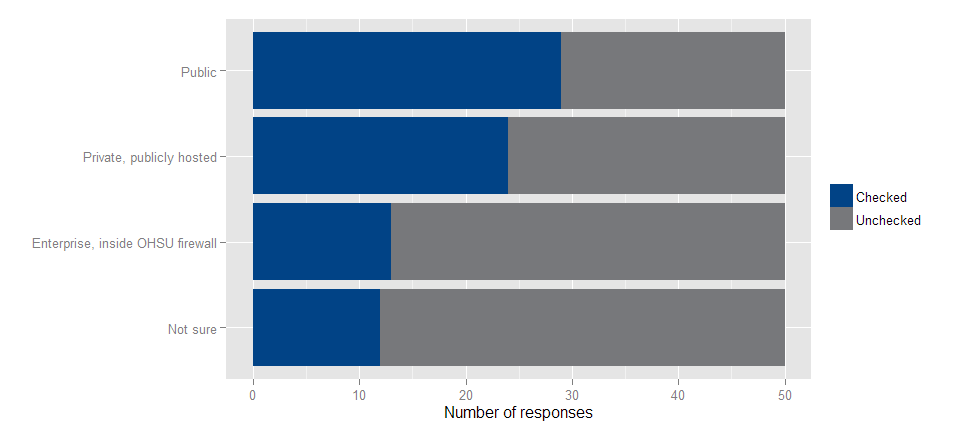 Public
Private, publicly hosted
Enterprise, inside OHSU firewall
Not sure
0 10 20 30 40 50
Number of responses
Checked
Unchecked